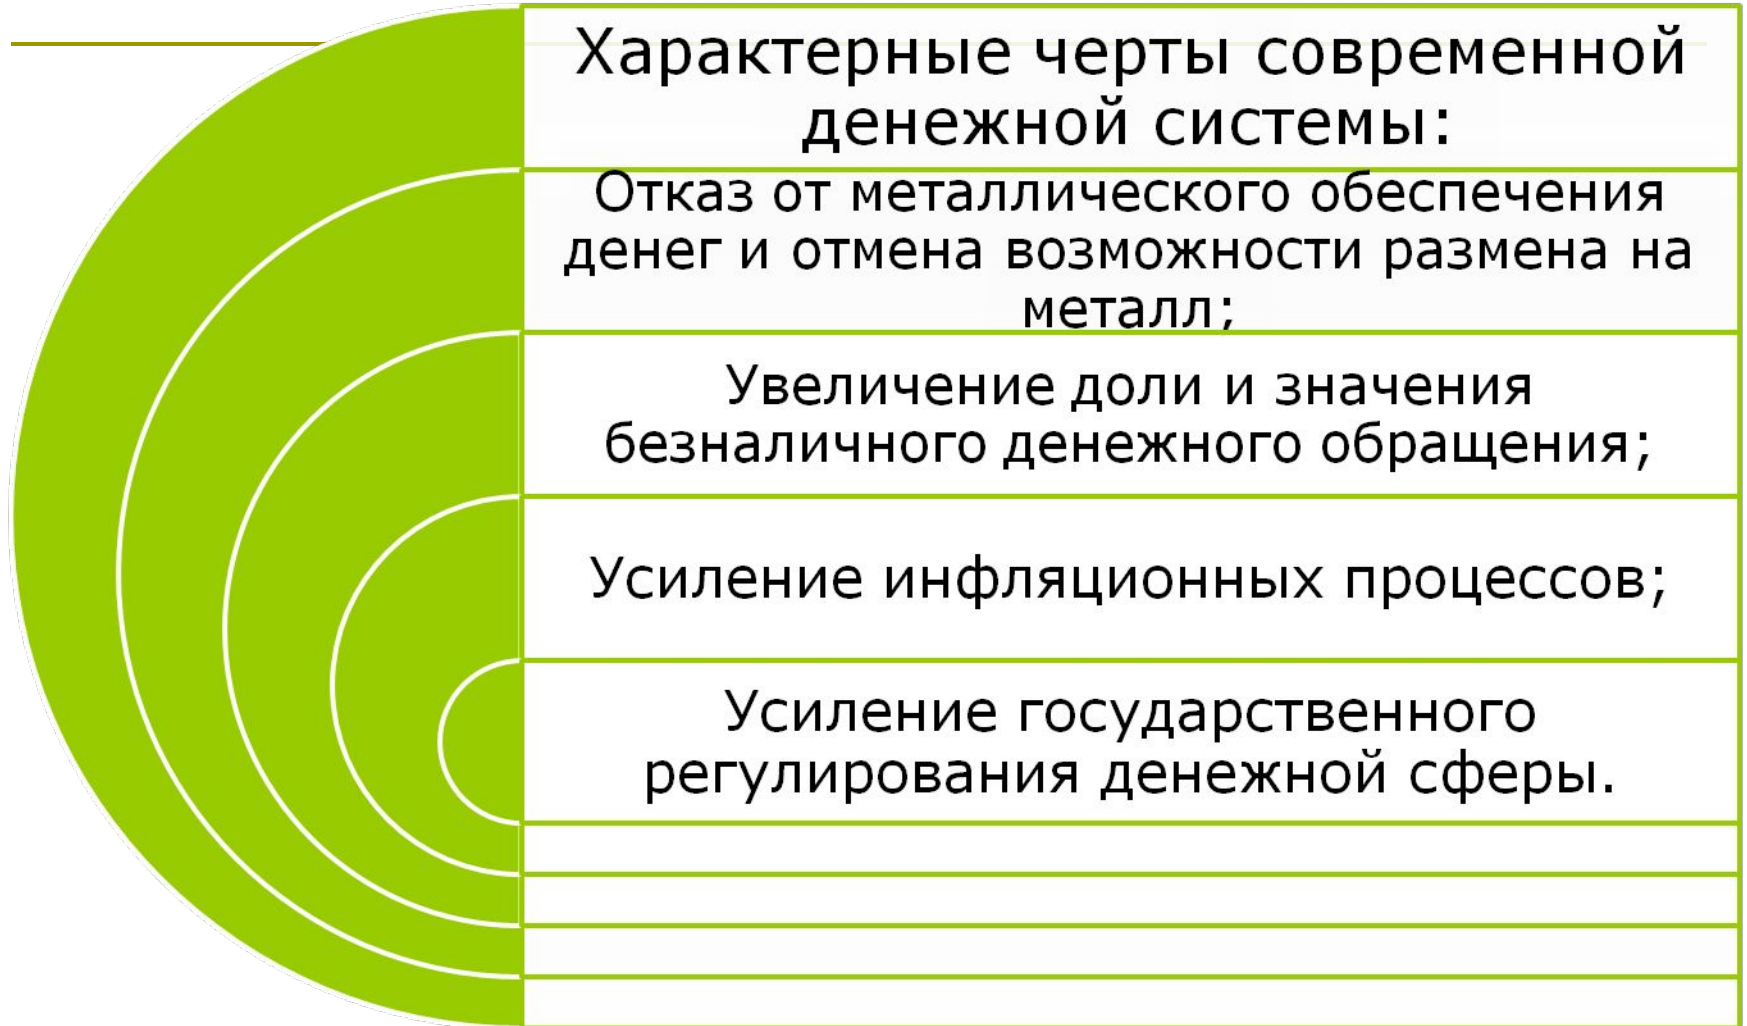 Характерные черты современной
денежной системы:
Отказ от металлического обеспечения
денег и отмена возможности размена на
металл;
Увеличение доли и значения
безналичного денежного обращения;
Усиление инфляционных процессов;
Усиление государственного
регулирования денежной сферы.